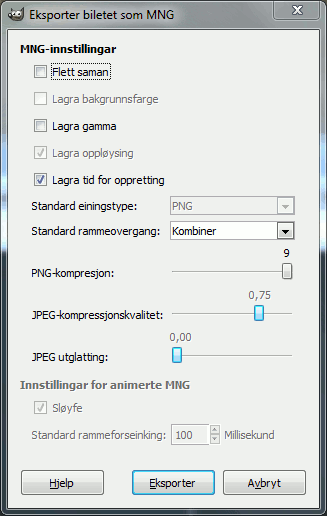 Eksporter biletet som MNG
MNG-innstillingar
Flett saman
Lagra bakgrunnsfarge
Lagra gamma
Lagra oppløysing
Lagra tid for oppretting
Standard einingstype: PNG
Standard rammeovergang: Kombiner
9
PNG-kompresjon:
0,75
JPEG-kompressjonskvalitet:
0,00
JPEG utglatting:
Innstillingar for animerte MNG
Sløyfe
Standard rammeforseinking: 100 Millisekund
Hjelp Eksporter Avbryt